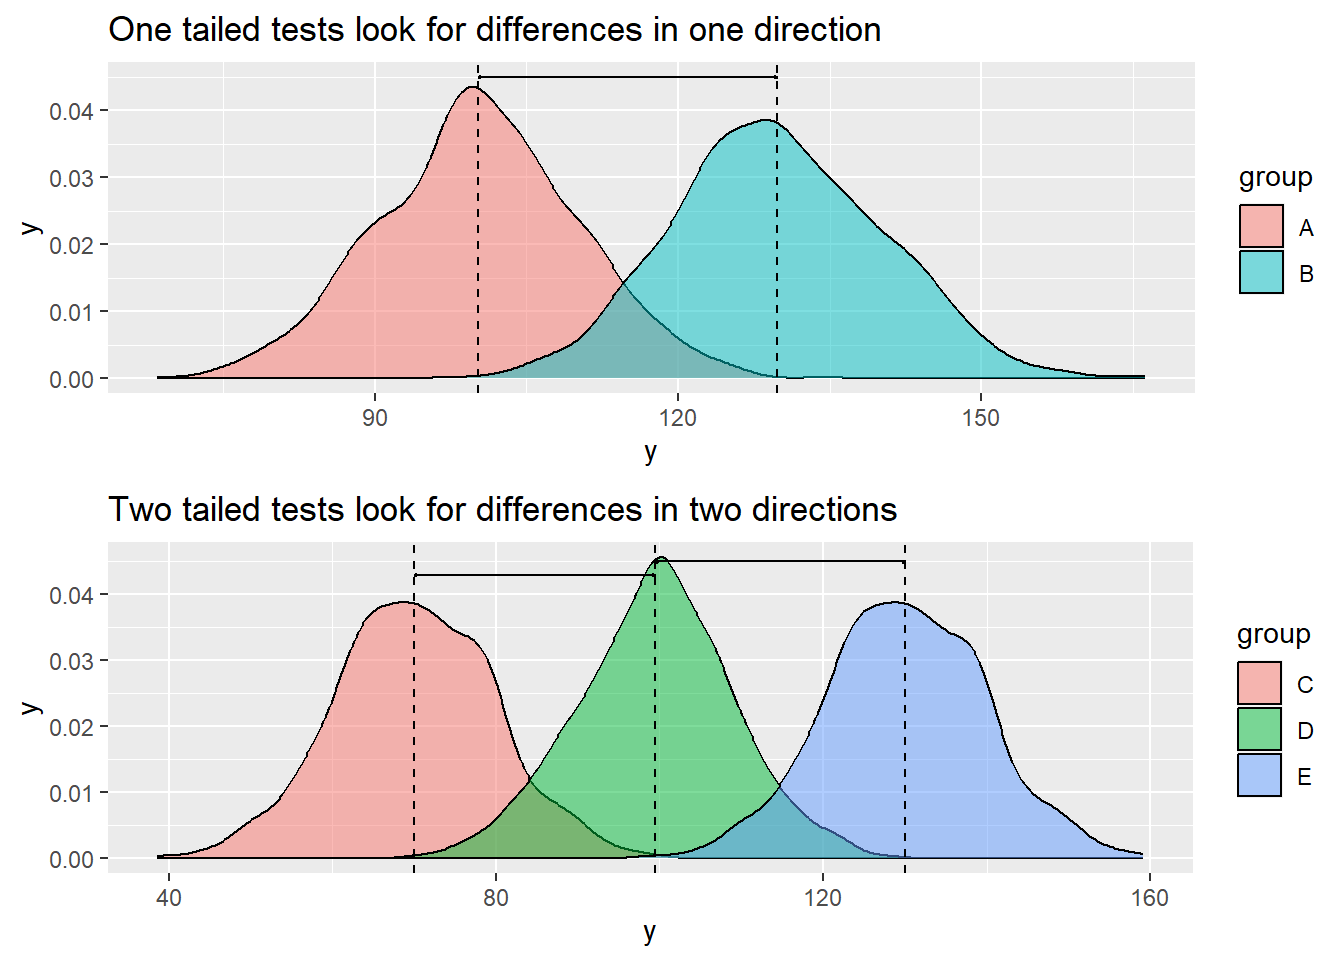 One tailed tests look for differences in one direction
y
0.04
0.03
0.02
0.01
0.00
90 120 150
y
group
A
B
Two tailed tests look for differences in two directions
y
0.04
0.03
0.02
0.01
0.00
40 80 120 160
y
group
C
D
E